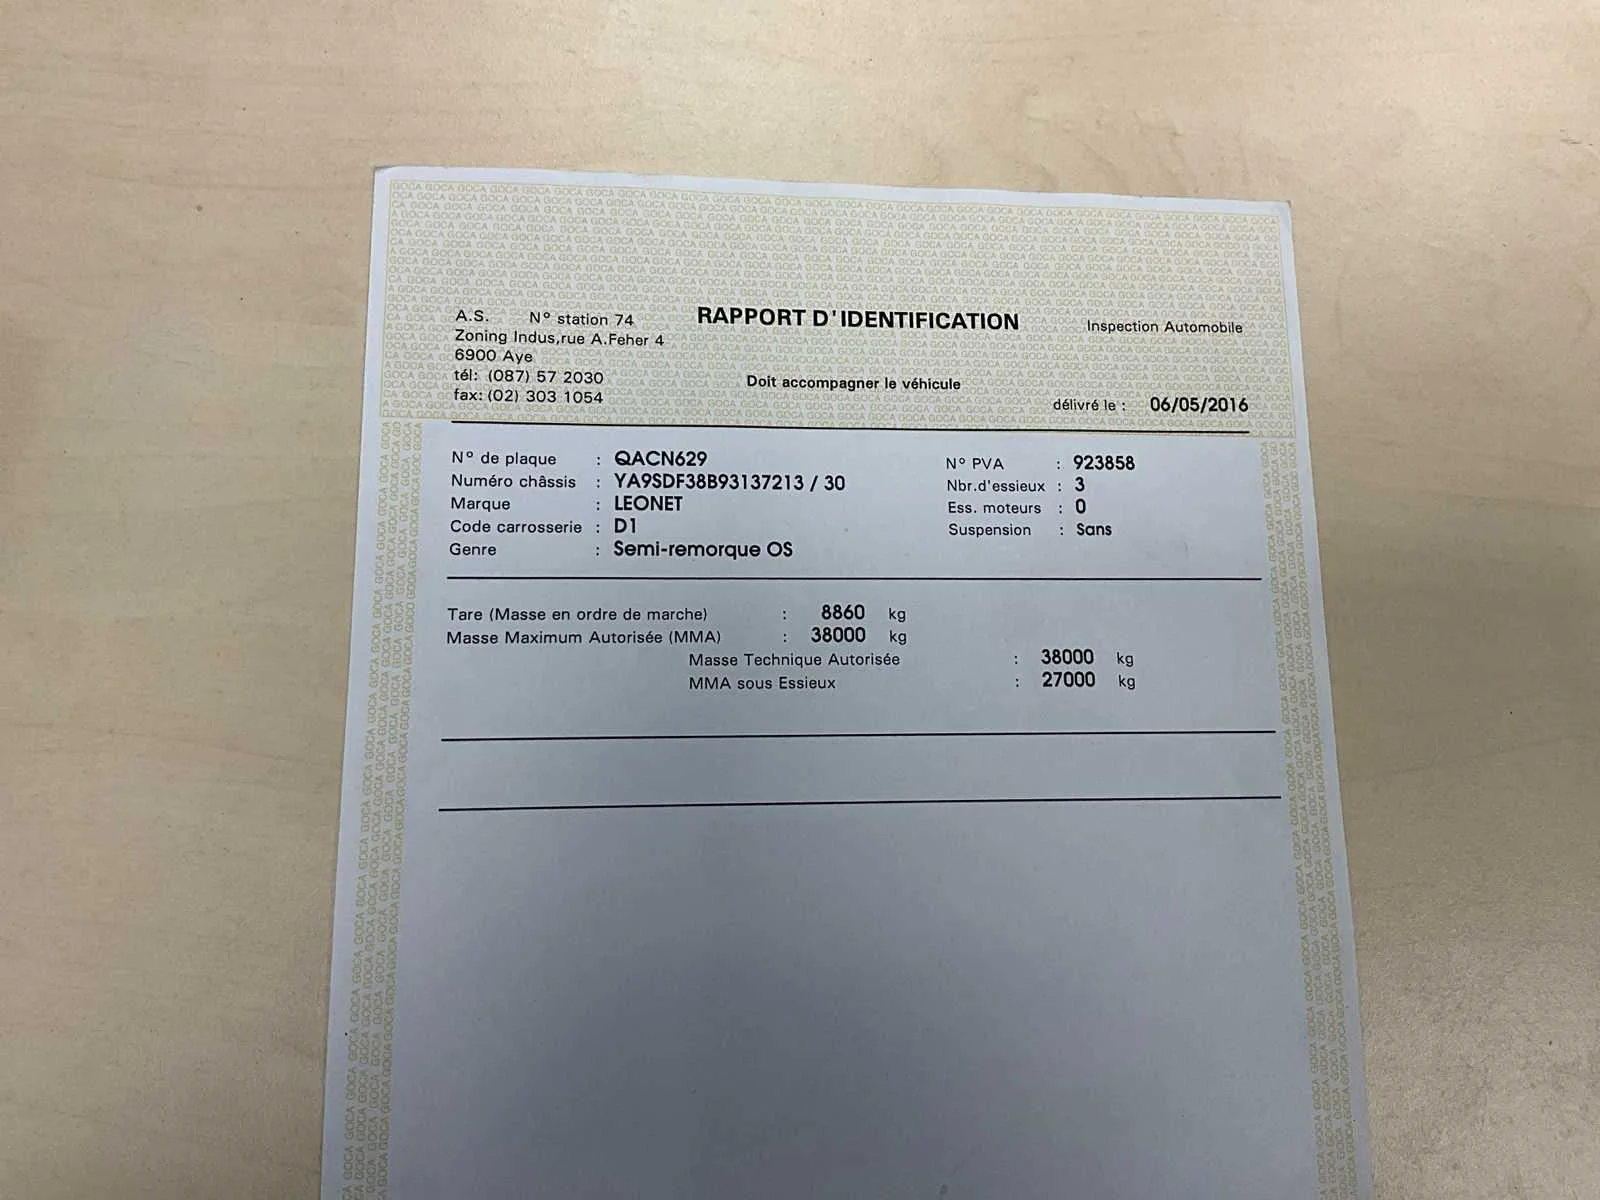 A.S. N° station 74
Zoning Indus,rue A.Feher 4
6900 Aye
tél: (087) 57 2030
fax: (02) 303 1054
RAPPORT D'IDENTIFICATION
Doit accompagner le véhicule
Inspection Automobile
délivré le : 06/05/2016
N° de plaque : QACN629
Numéro châssis : YA9SDF38B93137213 / 30
Marque : LEONET
Code carrosserie : D1
Genre : Semi-remorque OS
N° PVA : 923858
Nbr.d'essieux : 3
Ess. moteurs : 0
Suspension : Sans
Tare (Masse en ordre de marche) : 8860 kg
Masse Maximum Autorisée (MMA) : 38000 kg
Masse Technique Autorisée : 38000 kg
MMA sous Essieux : 27000 kg